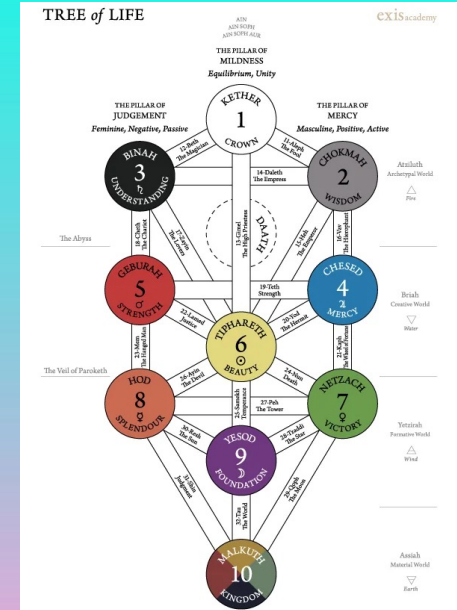 TREE of LIFE
exis academy
AIN
AIN SOPH
AIN SOPH AUR
THE PILLAR OF
MILDNESS
Equilibrium, Unity
THE PILLAR OF
JUDGEMENT
Feminine, Negative, Passive
THE PILLAR OF
MERCY
Masculine, Positive, Active
KETHER
1
CROWN
12-Beth
The Magician
11-Aleph
The Fool
BINAH
3
♄
UNDERSTANDING
14-Daleth
The Empress
CHOKMAH
2
WISDOM
Atziluth
Archetypal World
🜂
Fire
18-Cheth
The Chariot
17-Zayin
The Lovers
13-Gimel
The High Priestess
DAATH
15-Heh
The Emperor
16-Vav
The Hierophant
The Abyss
GEBURAH
5
♂
STRENGTH
19-Teth
Strength
CHESED
4
♃
MERCY
Briah
Creative World
🜄
Water
22-Lamed
Justice
20-Yod
The Hermit
23-Mem
The Hanged Man
TIPHARETH
6
☉
BEAUTY
21-Kaph
The Wheel of Fortune
The Veil of Paroketh
26-Ayin
The Devil
24-Nun
Death
HOD
8
☿
SPLENDOUR
25-Samekh
Temperance
27-Peh
The Tower
NETZACH
7
♀
VICTORY
Yetzirah
Formative World
🜁
Wind
30-Resh
The Sun
28-Tzaddi
The Star
YESOD
9
☽
FOUNDATION
31-Shin
Judgment
29-Qoph
The Moon
32-Tau
The World
MALKUTH
10
KINGDOM
Assiah
Material World
🜃
Earth